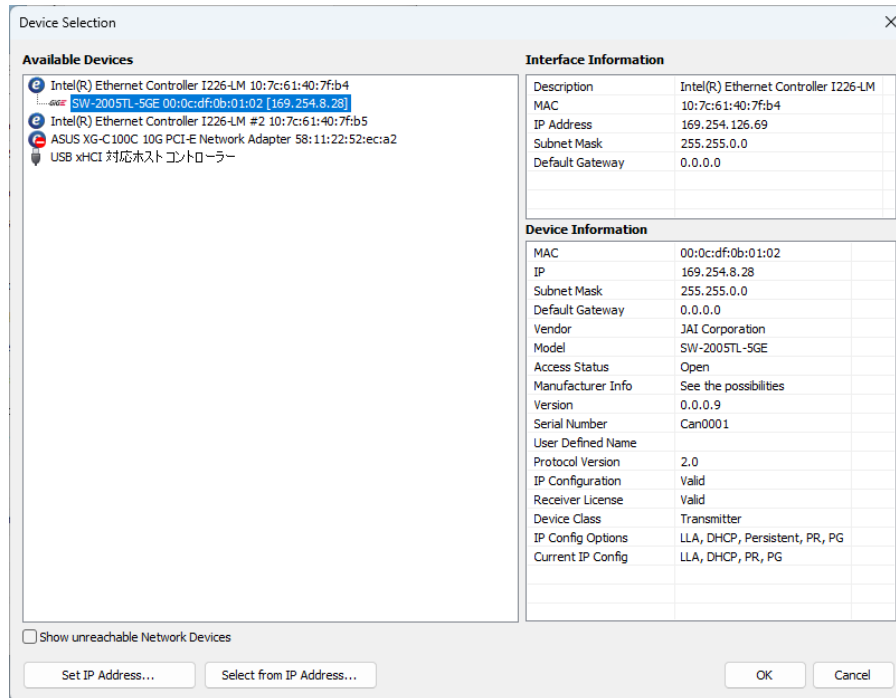 Device Selection
Available Devices
Intel(R) Ethernet Controller I226-LM 10:7c:61:40:7f:b4
GIGE SW-2005TL-5GE 00:0c:df:0b:01:02 [169.254.8.28]
Intel(R) Ethernet Controller I226-LM #2 10:7c:61:40:7f:b5
ASUS XG-C100C 10G PCI-E Network Adapter 58:11:22:52:ec:a2
USB xHCI 対応ホスト コントローラー
Interface Information
Description Intel(R) Ethernet Controller I226-LM
MAC 10:7c:61:40:7f:b4
IP Address 169.254.126.69
Subnet Mask 255.255.0.0
Default Gateway 0.0.0.0
Device Information
MAC 00:0c:df:0b:01:02
IP 169.254.8.28
Subnet Mask 255.255.0.0
Default Gateway 0.0.0.0
Vendor JAI Corporation
Model SW-2005TL-5GE
Access Status Open
Manufacturer Info See the possibilities
Version 0.0.0.9
Serial Number Can0001
User Defined Name
Protocol Version 2.0
IP Configuration Valid
Receiver License Valid
Device Class Transmitter
IP Config Options LLA, DHCP, Persistent, PR, PG
Current IP Config LLA, DHCP, PR, PG
Show unreachable Network Devices
Set IP Address...
Select from IP Address...
OK
Cancel